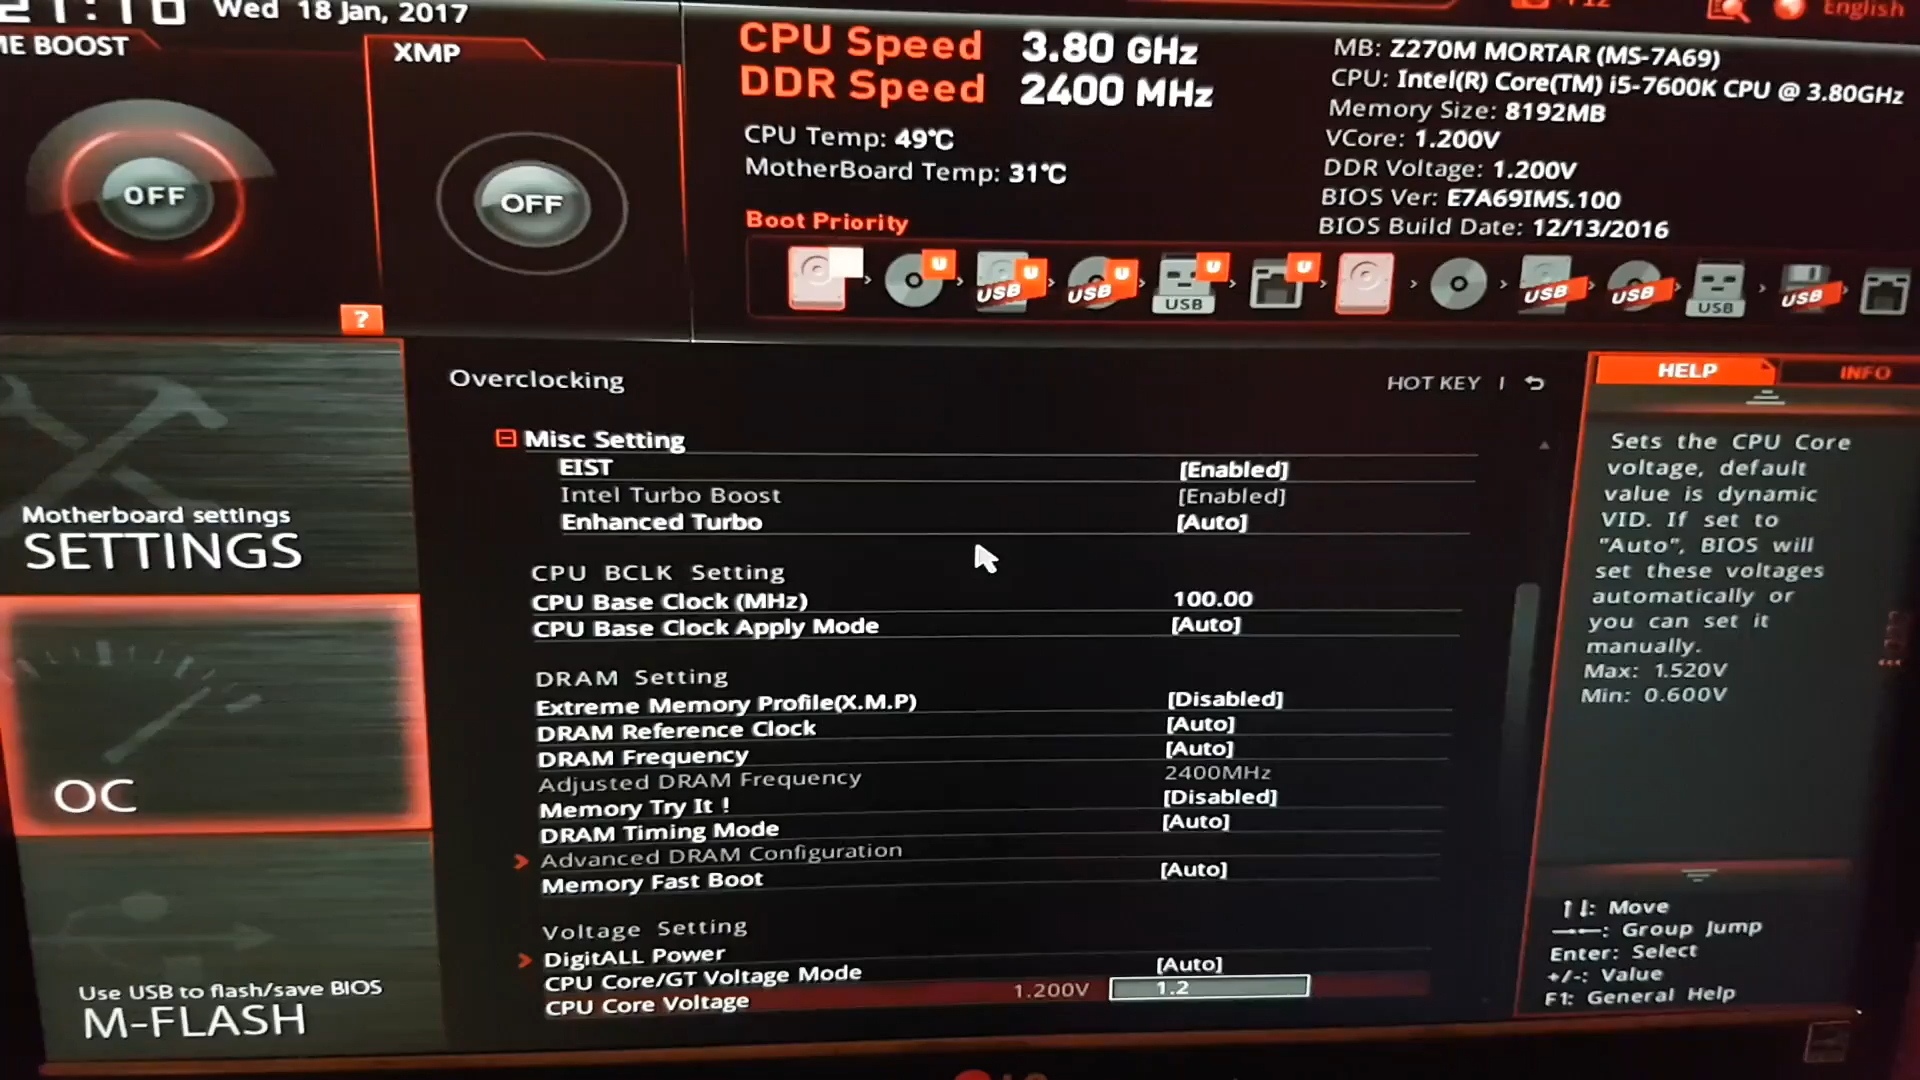 Wed 18 Jan, 2017
ME BOOST
XMP
OFF
OFF
?
CPU Speed 3.80 GHz
DDR Speed 2400 MHz
CPU Temp: 49℃
MotherBoard Temp: 31℃
English
MB: Z270M MORTAR (MS-7A69)
CPU: Intel(R) Core(TM) i5-7600K CPU @ 3.80GHz
Memory Size: 8192MB
VCore: 1.200V
DDR Voltage: 1.200V
BIOS Ver: E7A69IMS.100
BIOS Build Date: 12/13/2016
Boot Priority
U U USB U USB U USB U USB USB USB USB
Motherboard settings
SETTINGS
OC
Use USB to flash/save BIOS
M-FLASH
Overclocking
HOT KEY |
Misc Setting
EIST [Enabled]
Intel Turbo Boost [Enabled]
Enhanced Turbo [Auto]
CPU BCLK Setting
CPU Base Clock (MHz) 100.00
CPU Base Clock Apply Mode [Auto]
DRAM Setting
Extreme Memory Profile(X.M.P) [Disabled]
DRAM Reference Clock [Auto]
DRAM Frequency [Auto]
Adjusted DRAM Frequency 2400MHz
Memory Try It ! [Disabled]
DRAM Timing Mode [Auto]
Advanced DRAM Configuration
Memory Fast Boot [Auto]
Voltage Setting
DigitALL Power
CPU Core/GT Voltage Mode [Auto]
CPU Core Voltage 1.200V 1.2
HELP
INFO
Sets the CPU Core
voltage, default
value is dynamic
VID. If set to
"Auto", BIOS will
set these voltages
automatically or
you can set it
manually.
Max: 1.520V
Min: 0.600V
↑↓: Move
→←: Group Jump
Enter: Select
+/-: Value
F1: General Help